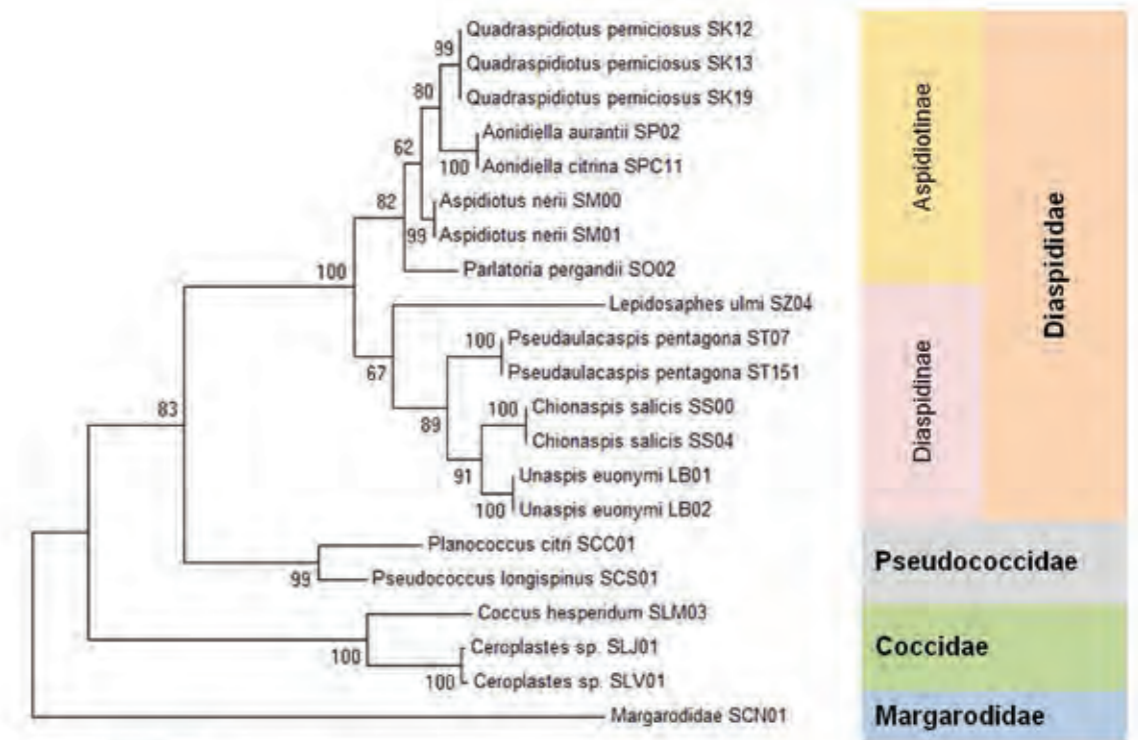 Quadraspidiotus perniciosus SK12
99
Quadraspidiotus perniciosus SK13
80
Quadraspidiotus perniciosus SK19
Aonidiella aurantii SP02
62
100
Aonidiella citrina SPC11
82
Aspidiotus nerii SM00
99
Aspidiotus nerii SM01
100
Parlatoria pergandii SO02
Lepidosaphes ulmi SZ04
100
Pseudaulacaspis pentagona ST07
67
Pseudaulacaspis pentagona ST151
83
100
Chionaspis salicis SS00
89
Chionaspis salicis SS04
91
Unaspis euonymi LB01
100
Unaspis euonymi LB02
Planococcus citri SCC01
99
Pseudococcus longispinus SCS01
Coccus hesperidum SLM03
100
Ceroplastes sp. SLJ01
100
Ceroplastes sp. SLV01
Margarodidae SCN01
Aspidiotinae
Diaspidinae
Diaspididae
Pseudococcidae
Coccidae
Margarodidae